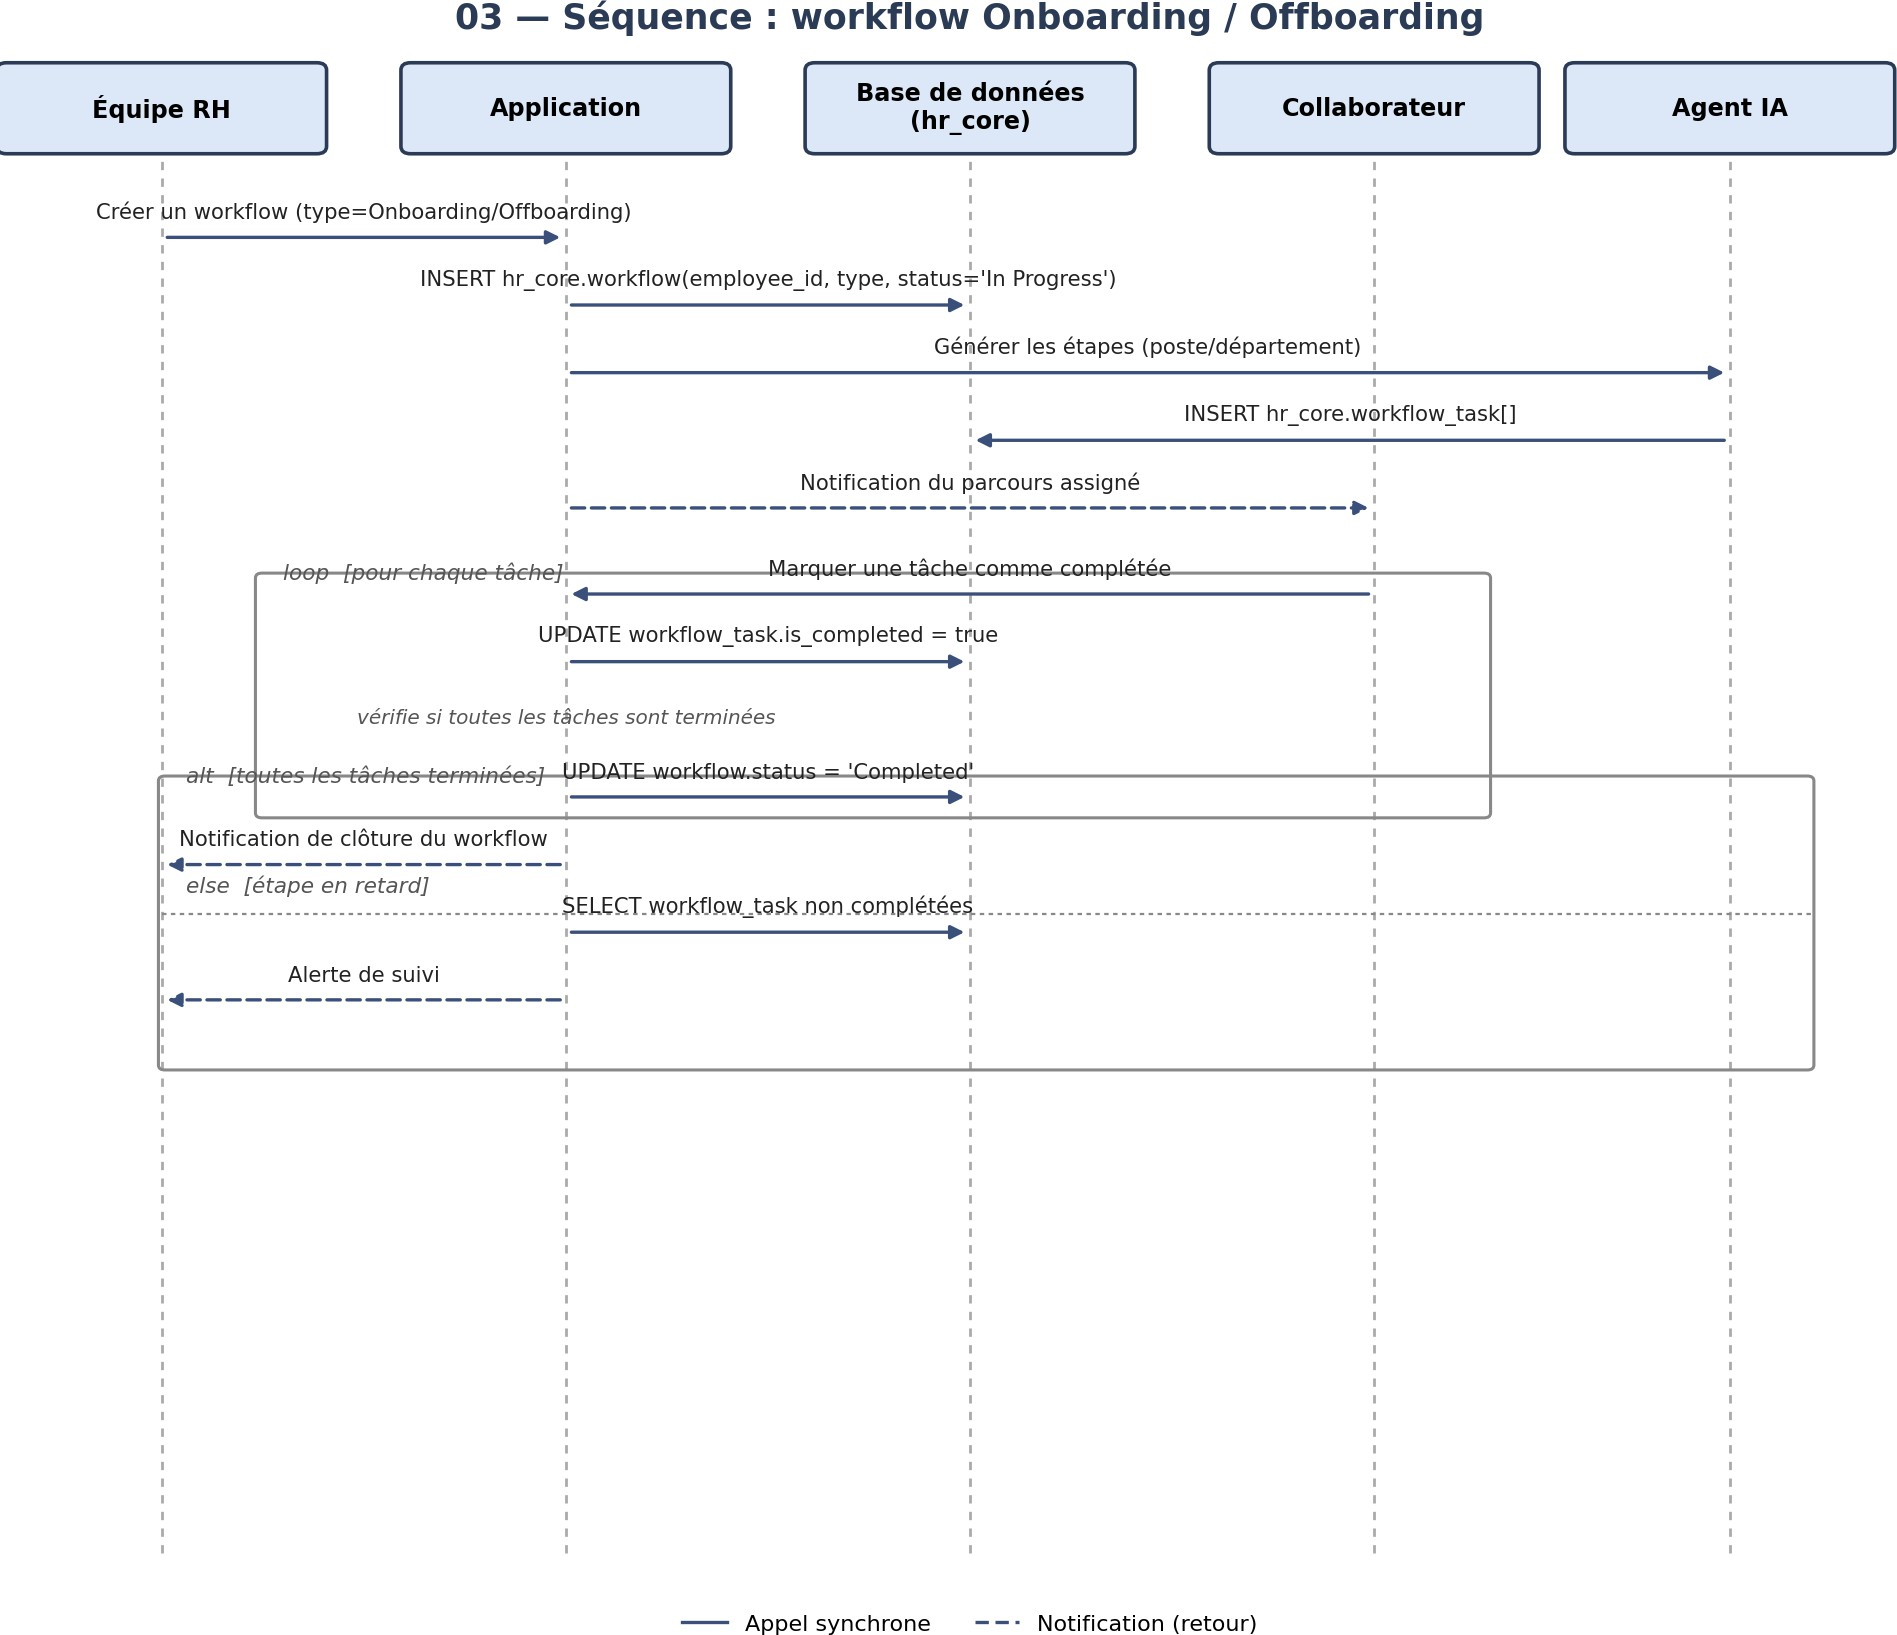 03 — Séquence : workflow Onboarding / Offboarding
Équipe RH
Application
Base de données
(hr_core)
Collaborateur
Agent IA
Créer un workflow (type=Onboarding/Offboarding)
INSERT hr_core.workflow(employee_id, type, status='In Progress')
Générer les étapes (poste/département)
INSERT hr_core.workflow_task[]
Notification du parcours assigné
loop [pour chaque tâche]
Marquer une tâche comme complétée
UPDATE workflow_task.is_completed = true
vérifie si toutes les tâches sont terminées
alt [toutes les tâches terminées]
UPDATE workflow.status = 'Completed'
Notification de clôture du workflow
else [étape en retard]
SELECT workflow_task non complétées
Alerte de suivi
Appel synchrone
Notification (retour)